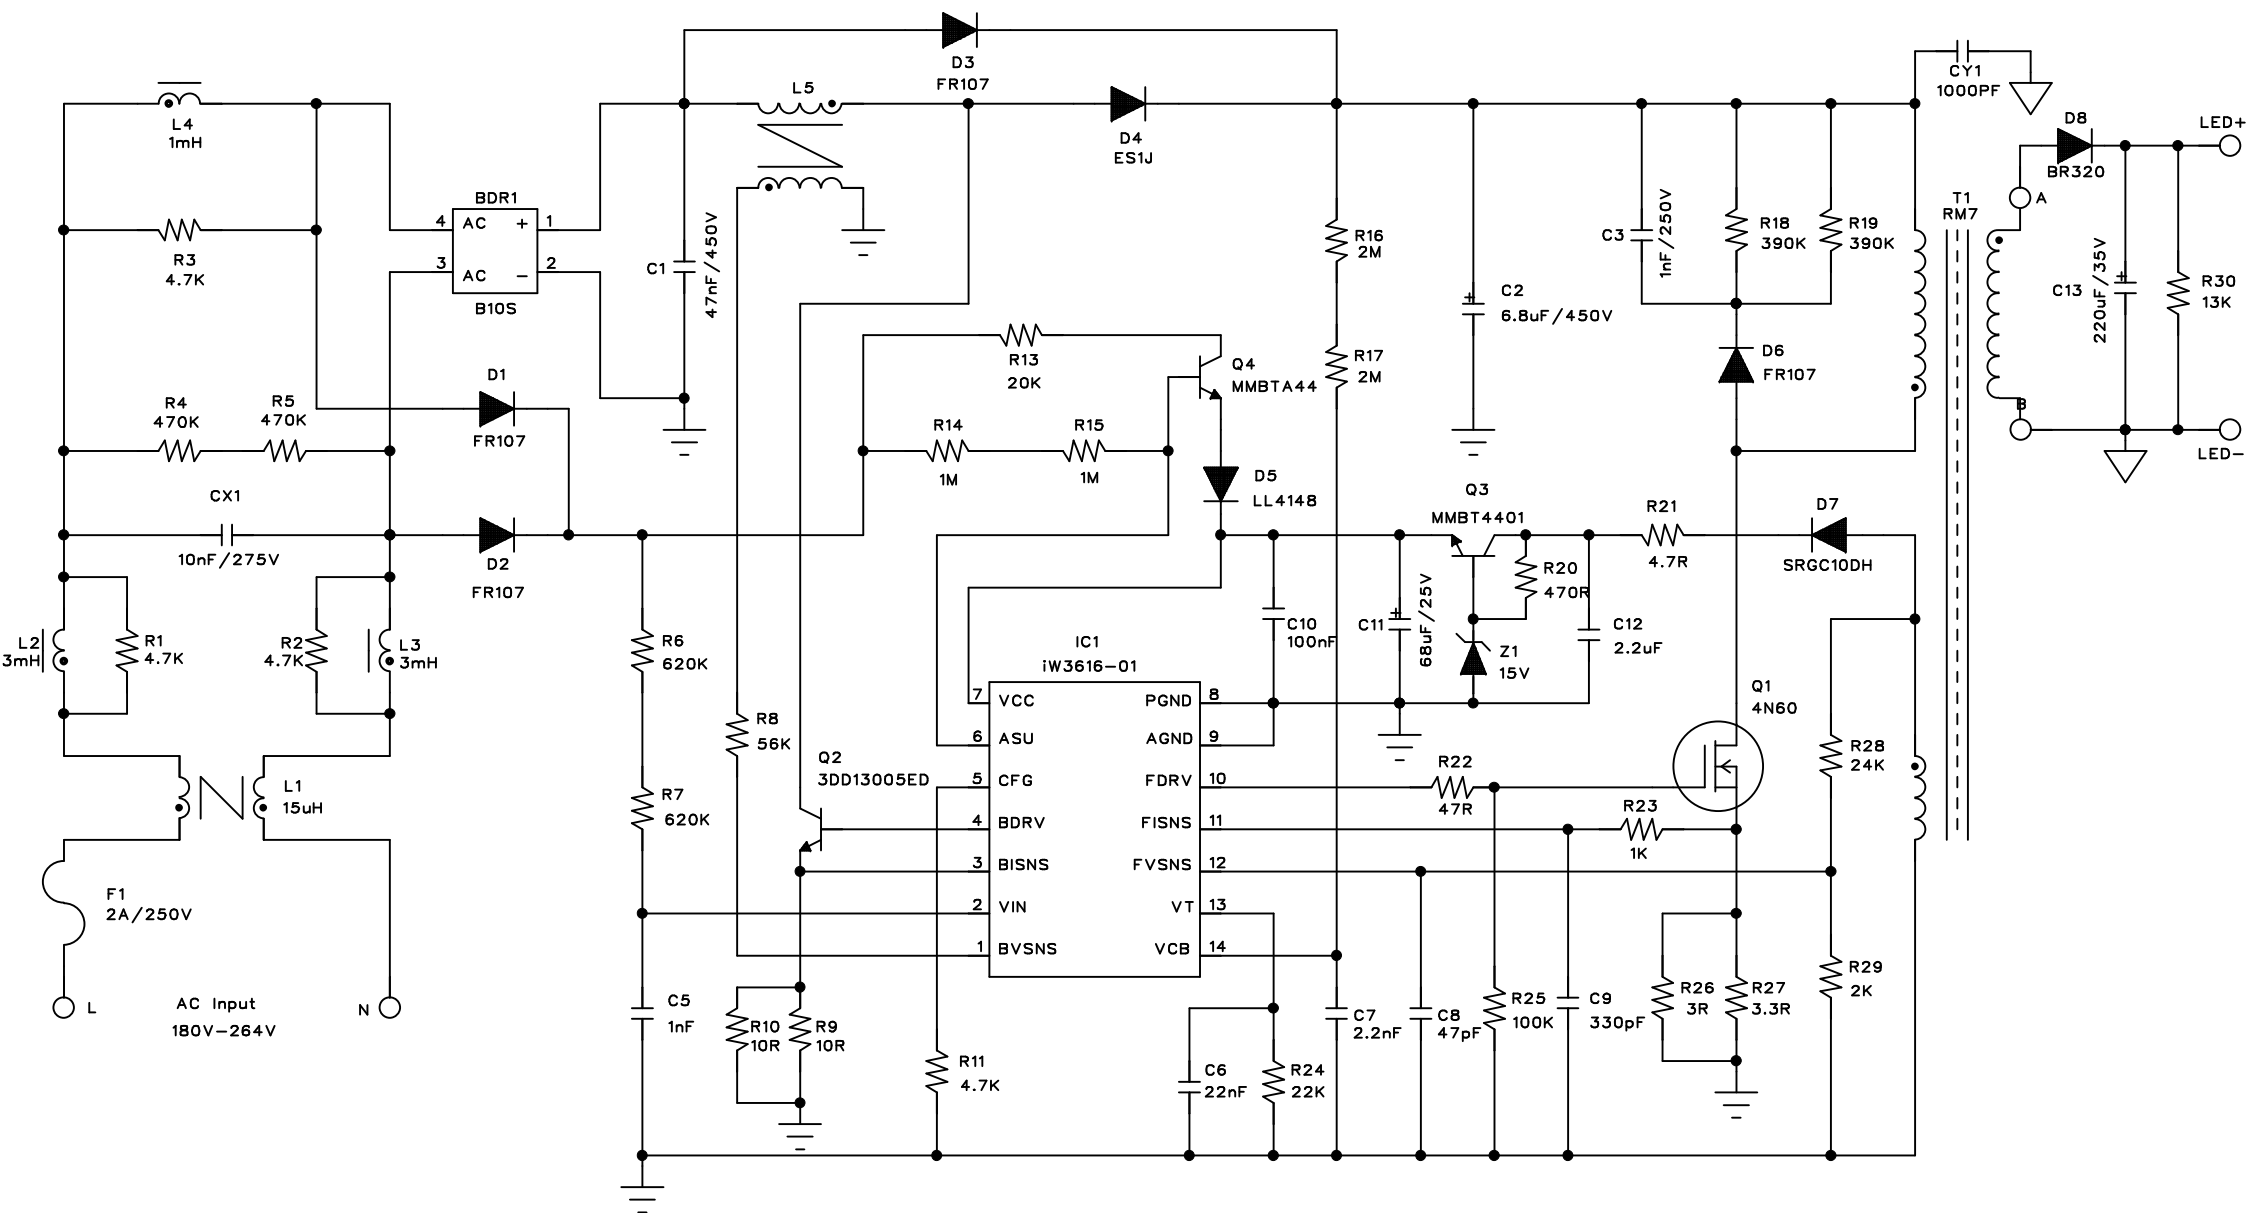 D3
FR107
CY1
1000PF
L4
1mH
L5
D4
ES1J
D8
BR320
LED+
A
T1
RM7
BDR1
4
AC
+
1
3
AC
-
2
B10S
R3
4.7K
C1
47nF/450V
R16
2M
C3
1nF/250V
R18
390K
R19
390K
C2
6.8uF/450V
+
C13
220uF/35V
+
R30
13K
R13
20K
Q4
MMBTA44
R17
2M
D6
FR107
D1
FR107
R4
470K
R5
470K
R14
1M
R15
1M
B
LED-
D5
LL4148
Q3
MMBT4401
R21
4.7R
D7
SRGC10DH
CX1
10nF/275V
D2
FR107
R20
470R
L2
3mH
R1
4.7K
R2
4.7K
L3
3mH
R6
620K
C10
100nF
C11
68uF/25V
+
Z1
15V
C12
2.2uF
IC1
iW3616-01
7
VCC
PGND
8
6
ASU
AGND
9
5
CFG
FDRV
10
4
BDRV
FISNS
11
3
BISNS
FVSNS
12
2
VIN
VT
13
1
BVSNS
VCB
14
Q1
4N60
R8
56K
Q2
3DD13005ED
R22
47R
R23
1K
R28
24K
L1
15uH
R7
620K
F1
2A/250V
L
AC Input
180V-264V
N
C5
1nF
R10
10R
R9
10R
R11
4.7K
C6
22nF
R24
22K
C7
2.2nF
C8
47pF
R25
100K
C9
330pF
R26
3R
R27
3.3R
R29
2K